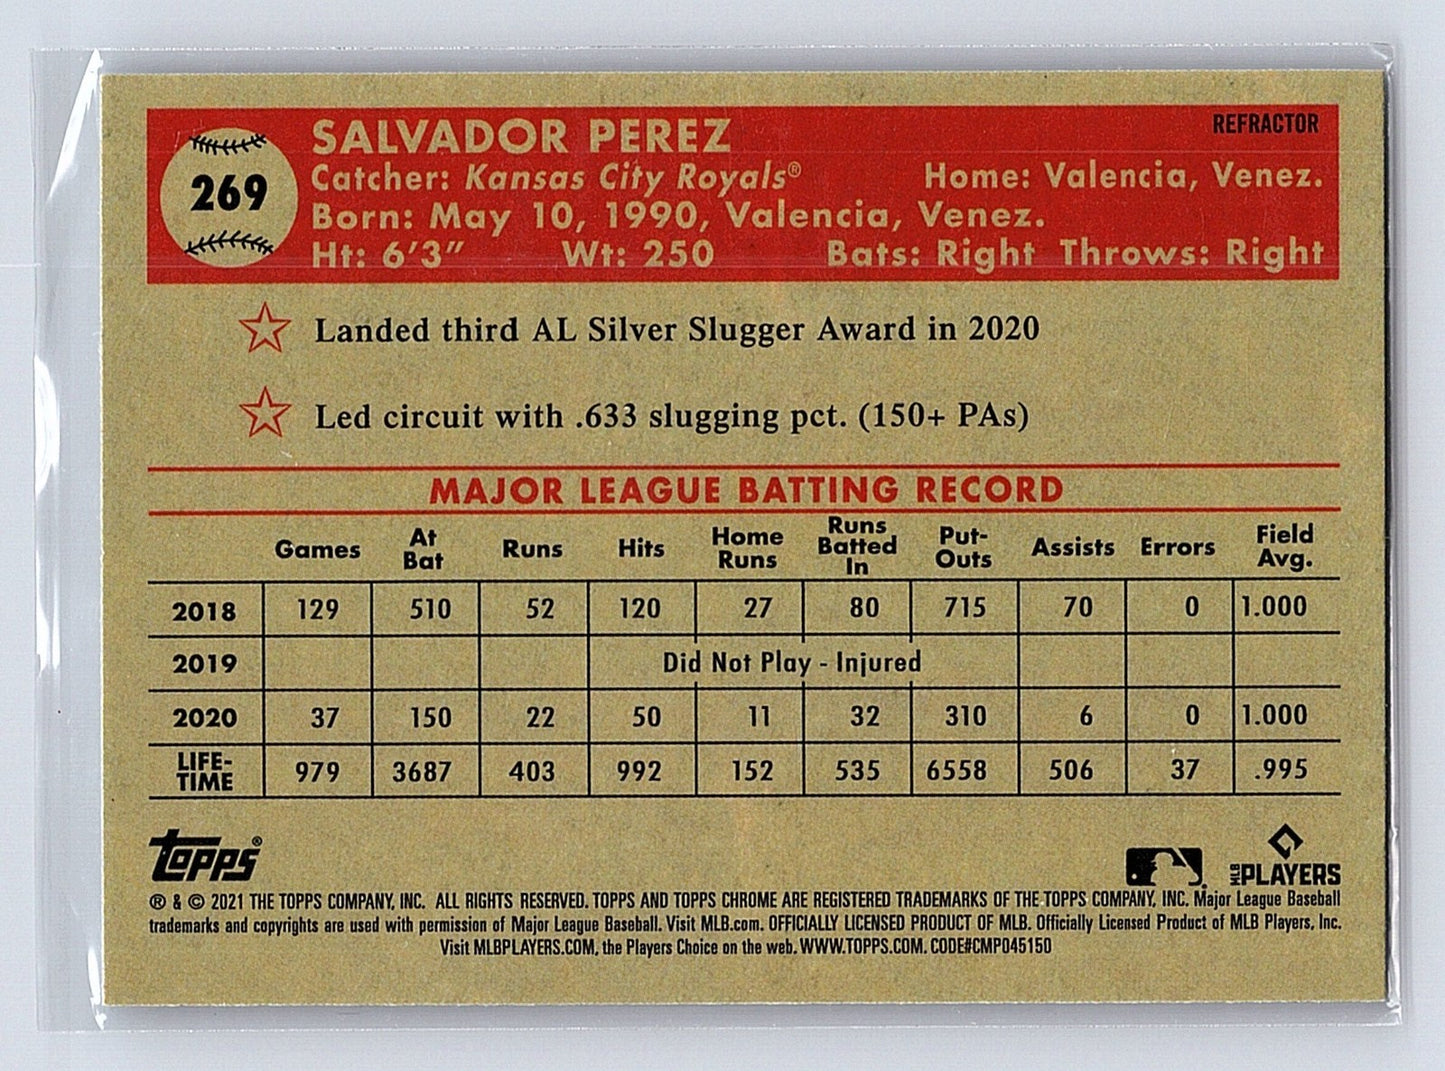 REFRACTOR
269
SALVADOR PEREZ
Catcher: Kansas City Royals® Home: Valencia, Venez.
Born: May 10, 1990, Valencia, Venez.
Ht: 6'3" Wt: 250 Bats: Right Throws: Right
Landed third AL Silver Slugger Award in 2020
Led circuit with .633 slugging pct. (150+ PAs)
MAJOR LEAGUE BATTING RECORD
Games At Bat Runs Hits Home Runs Runs Batted In Put-Outs Assists Errors Field Avg.
2018 129 510 52 120 27 80 715 70 0 1.000
2019 Did Not Play - Injured
2020 37 150 22 50 11 32 310 6 0 1.000
LIFE-TIME 979 3687 403 992 152 535 6558 506 37 .995
Topps®
MLB PLAYERS
® & © 2021 THE TOPPS COMPANY, INC. ALL RIGHTS RESERVED. TOPPS AND TOPPS CHROME ARE REGISTERED TRADEMARKS OF THE TOPPS COMPANY, INC. Major League Baseball
trademarks and copyrights are used with permission of Major League Baseball. Visit MLB.com. OFFICIALLY LICENSED PRODUCT OF MLB. Officially Licensed Product of MLB Players, Inc.
Visit MLBPLAYERS.COM, the Players Choice on the web. WWW.TOPPS.COM. CODE#CMP045150